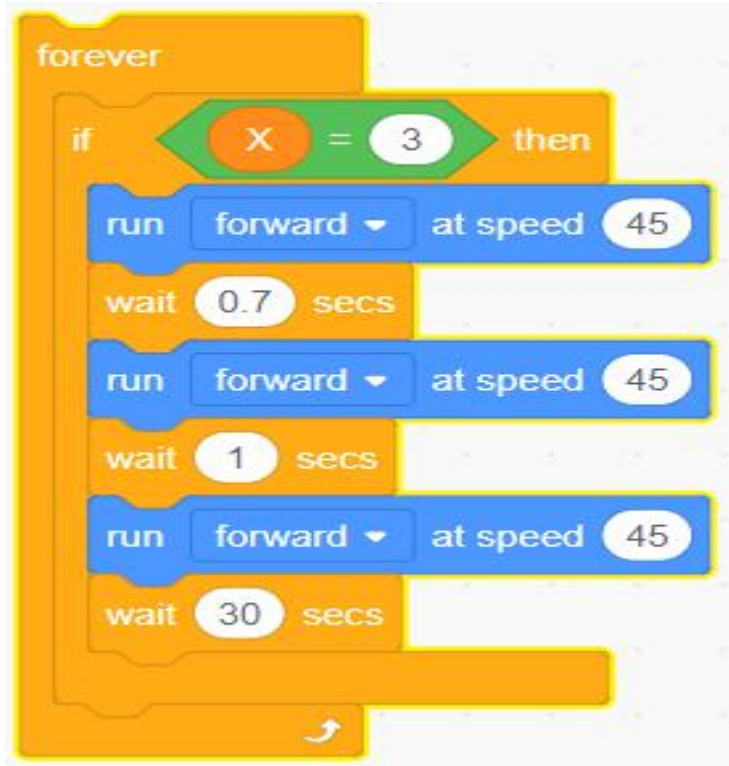 forever
if X = 3 then
run forward at speed 45
wait 0.7 secs
run forward at speed 45
wait 1 secs
run forward at speed 45
wait 30 secs